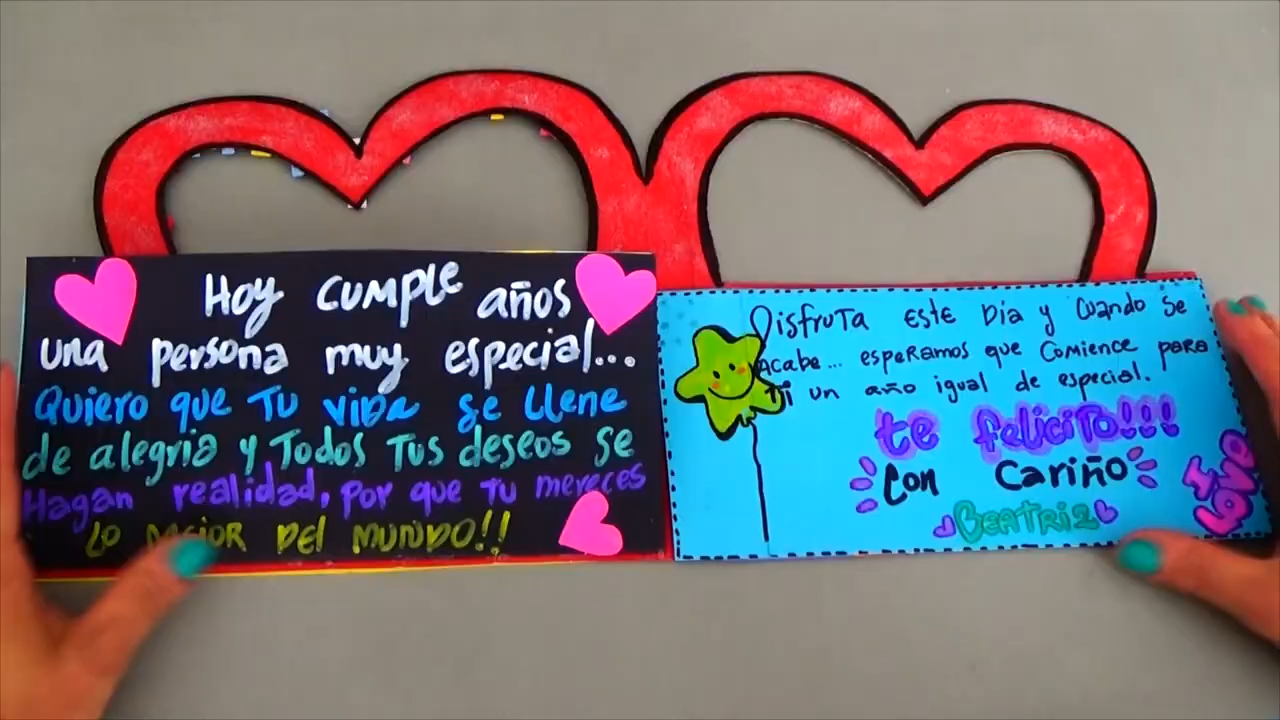 Hoy cumple años
una persona muy especial...
Quiero que tu vida se llene
de alegria y todos tus deseos se
Hagan realidad, por que tu mereces
Lo mejor del mundo!!
Disfruta este dia y cuando se
acabe... esperamos que comience para
ti un año igual de especial.
te felicito!!!
con cariño
Beatriz
I
LOVE